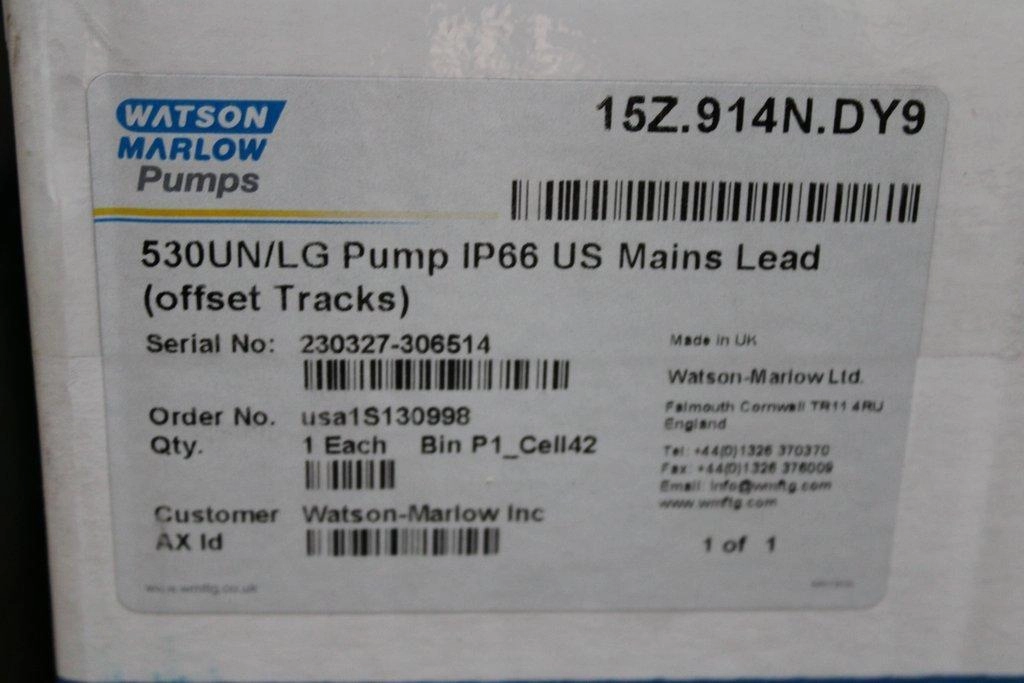 WATSON
MARLOW
Pumps
15Z.914N.DY9
530UN/LG Pump IP66 US Mains Lead
(offset Tracks)
Serial No: 230327-306514
Order No. usa1S130998
Qty. 1 Each Bin P1_Cell42
Customer Watson-Marlow Inc
AX Id
Made in UK
Watson-Marlow Ltd.
Falmouth Cornwall TR11 4RU
England
Tel: +44(0)1326 370370
Fax: +44(0)1326 376009
Email: info@wmftg.com
www.wmftg.com
1 of 1
www.wmftg.co.uk